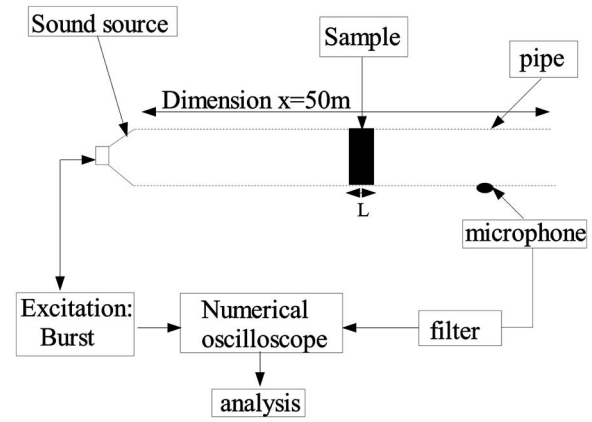 Sound source
Sample
pipe
Dimension x=50m
L
microphone
Excitation:
Burst
Numerical
oscilloscope
filter
analysis